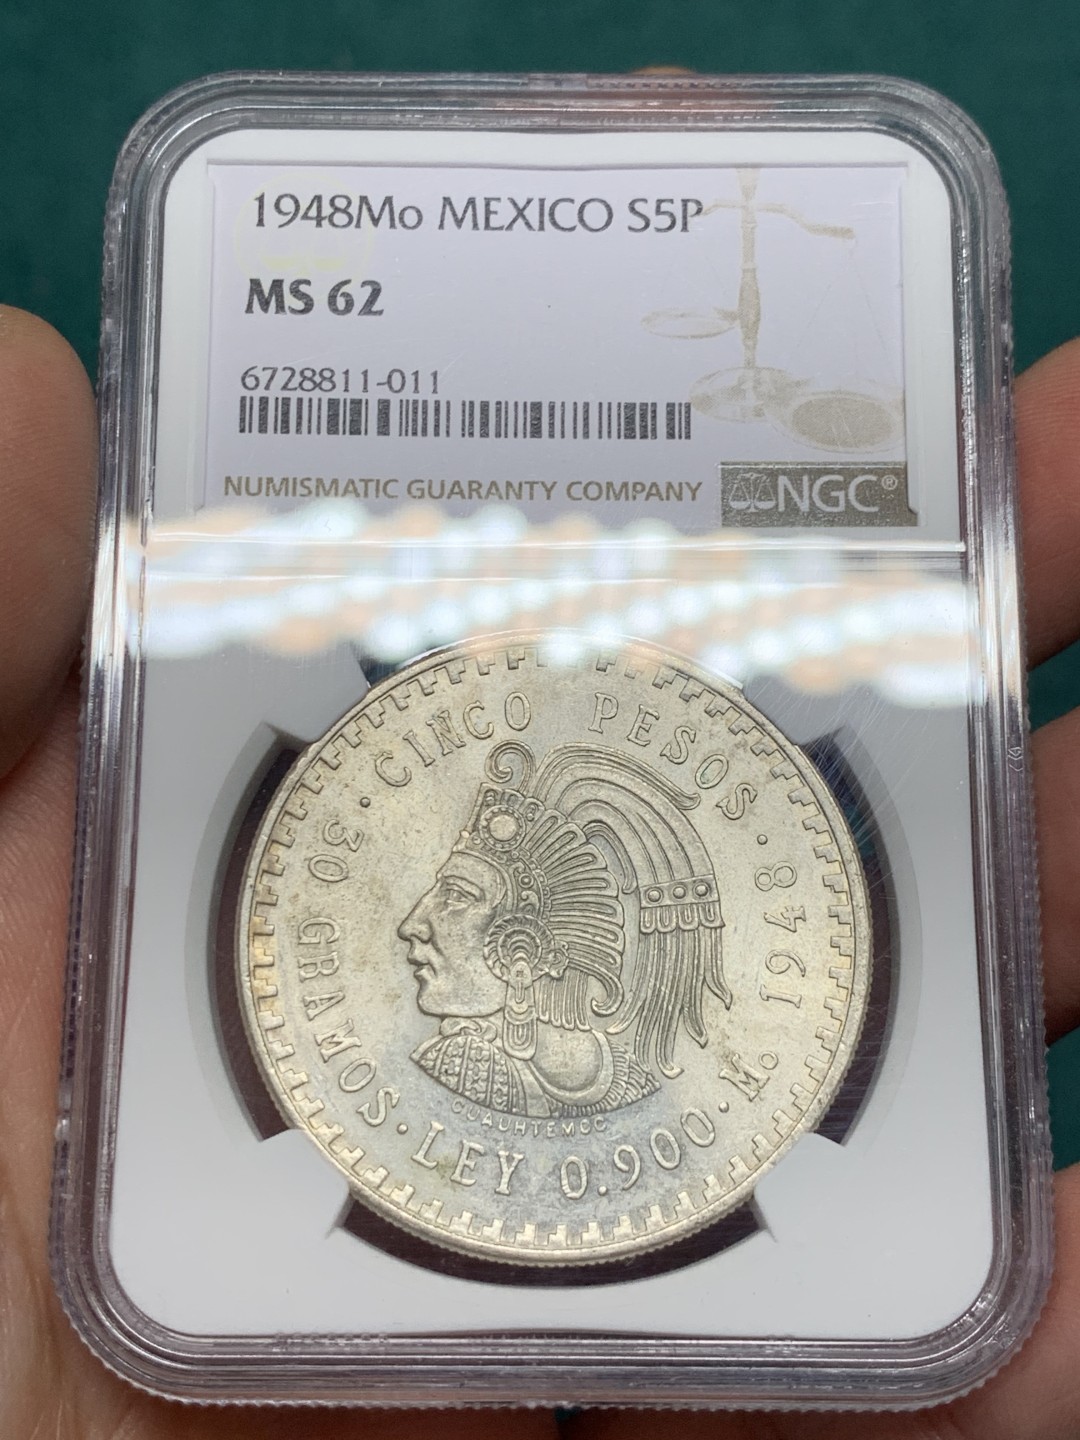 1948Mo MEXICO S5P
MS 62
6728811-011
NUMISMATIC GUARANTY COMPANY
NGC®
CINCO PESOS · 1948 Mo · LEY 0.900 · 30 GRAMOS ·
CUAUHTEMOC